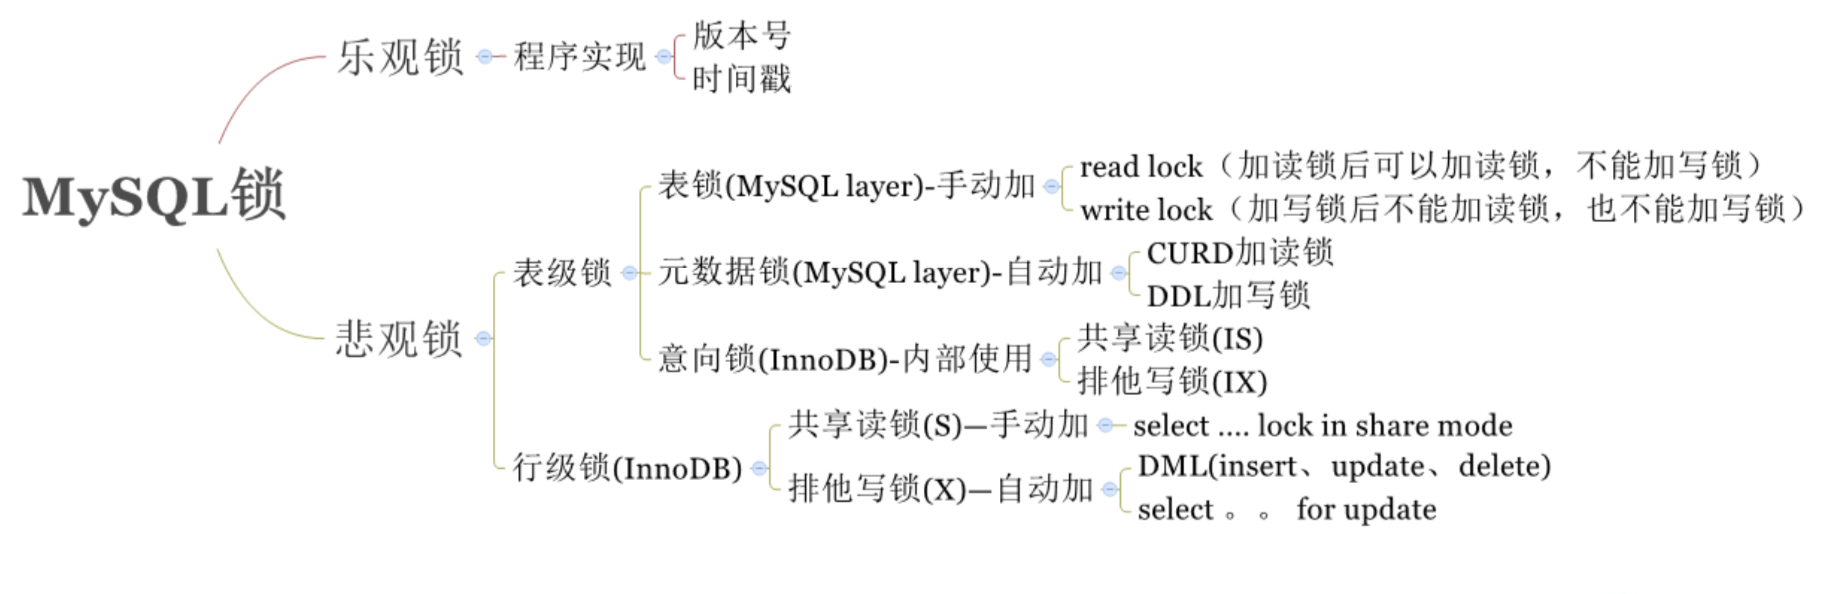 MySQL锁
乐观锁
程序实现
版本号
时间戳
悲观锁
表级锁
表锁(MySQL layer)-手动加
read lock（加读锁后可以加读锁，不能加写锁）
write lock（加写锁后不能加读锁，也不能加写锁）
元数据锁(MySQL layer)-自动加
CURD加读锁
DDL加写锁
意向锁(InnoDB)-内部使用
共享读锁(IS)
排他写锁(IX)
行级锁(InnoDB)
共享读锁(S)—手动加
select .... lock in share mode
排他写锁(X)—自动加
DML(insert、update、delete)
select 。。 for update